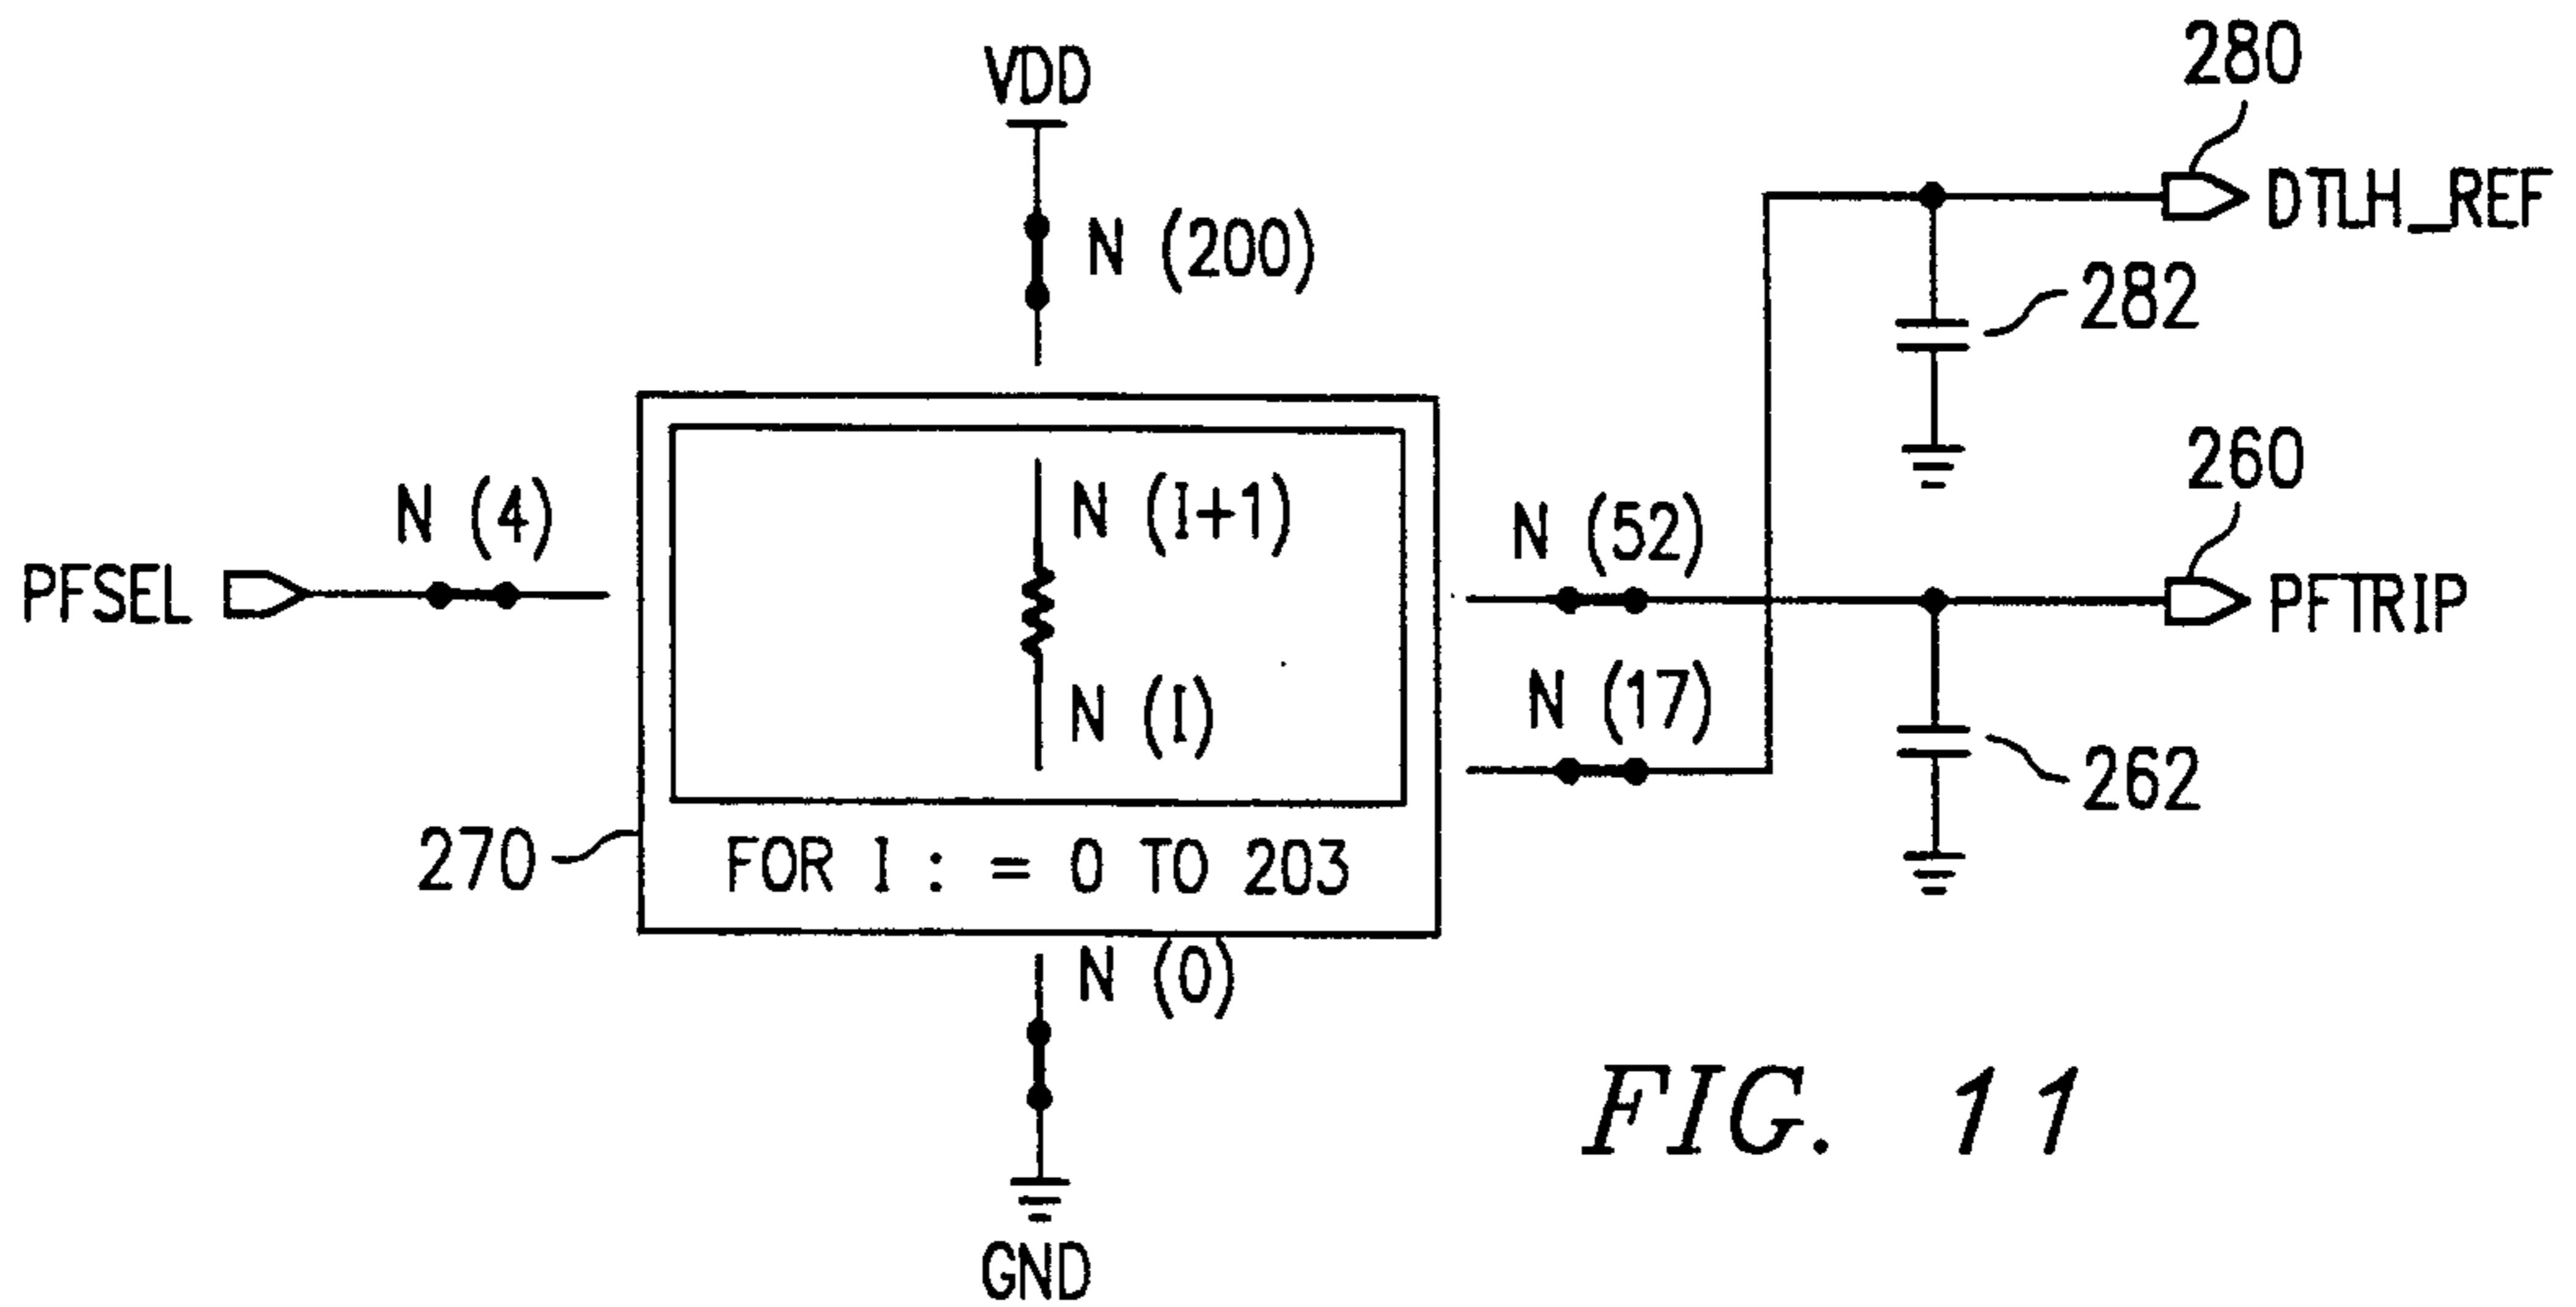 280
VDD
DTLH_REF
N (200)
282
260
N (4)
N (I+1)
N (52)
PFSEL
PFTRIP
N (I)
N (17)
262
270
FOR I : = 0 TO 203
N (0)
FIG. 11
GND